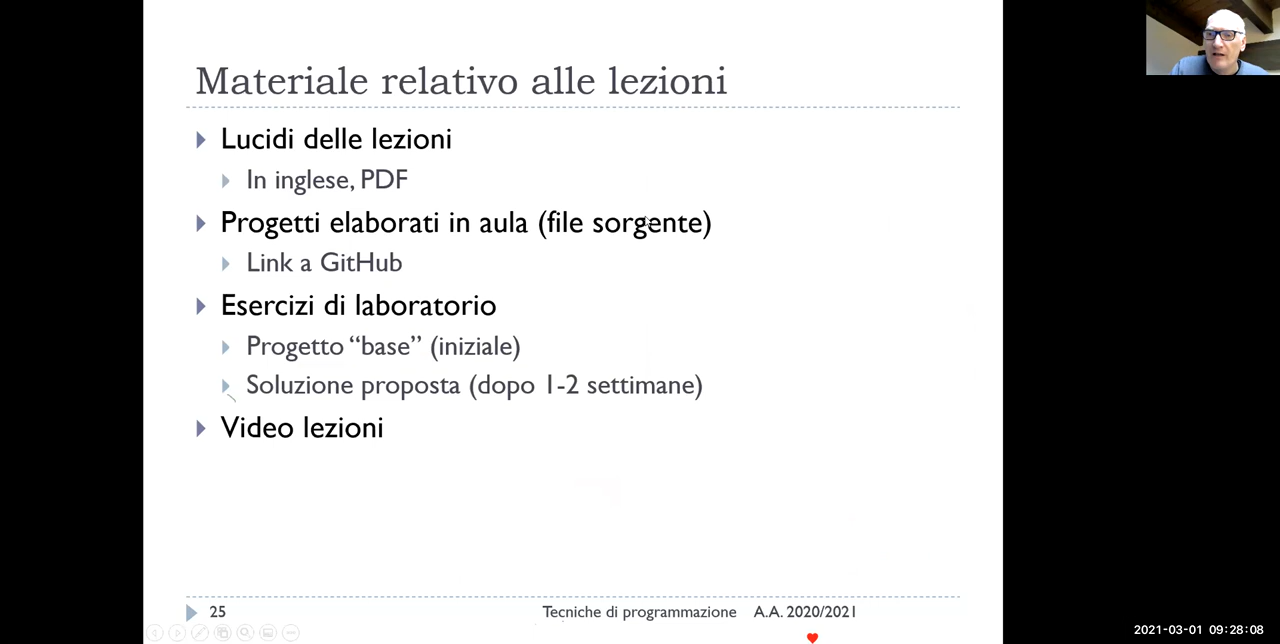 Materiale relativo alle lezioni
Lucidi delle lezioni
In inglese, PDF
Progetti elaborati in aula (file sorgente)
Link a GitHub
Esercizi di laboratorio
Progetto “base” (iniziale)
Soluzione proposta (dopo 1-2 settimane)
Video lezioni
25 Tecniche di programmazione A.A. 2020/2021
2021-03-01 09:28:08